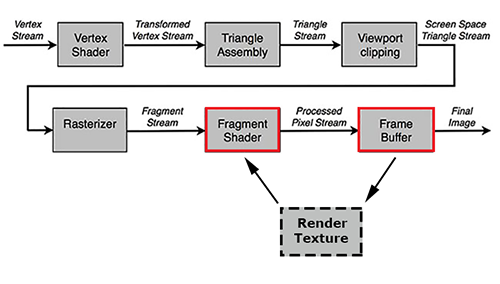 Vertex
Stream
Vertex
Shader
Transformed
Vertex Stream
Triangle
Assembly
Triangle
Stream
Viewport
clipping
Screen Space
Triangle Stream
Rasterizer
Fragment
Stream
Fragment
Shader
Processed
Pixel Stream
Frame
Buffer
Final
Image
Render
Texture